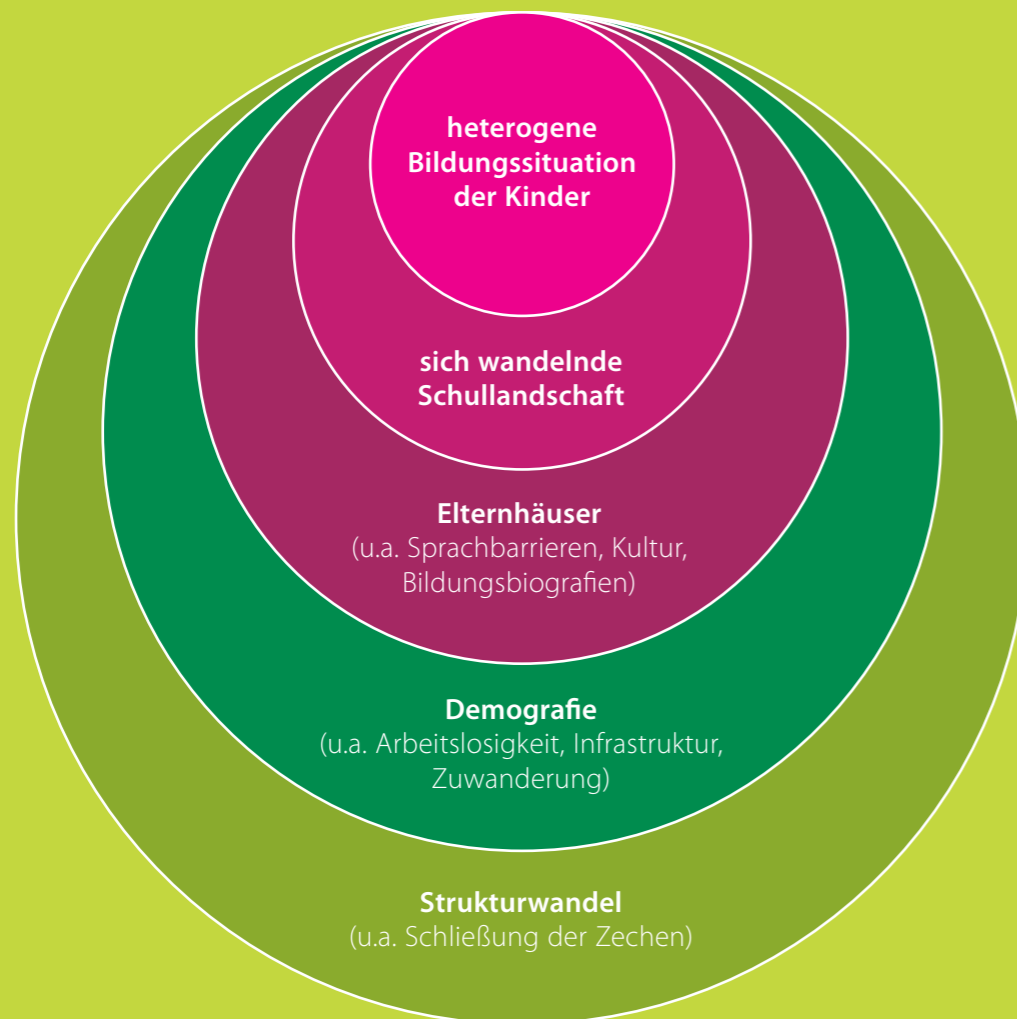 heterogene
Bildungssituation
der Kinder
sich wandelnde
Schullandschaft
Elternhäuser
(u.a. Sprachbarrieren, Kultur,
Bildungsbiografien)
Demografie
(u.a. Arbeitslosigkeit, Infrastruktur,
Zuwanderung)
Strukturwandel
(u.a. Schließung der Zechen)